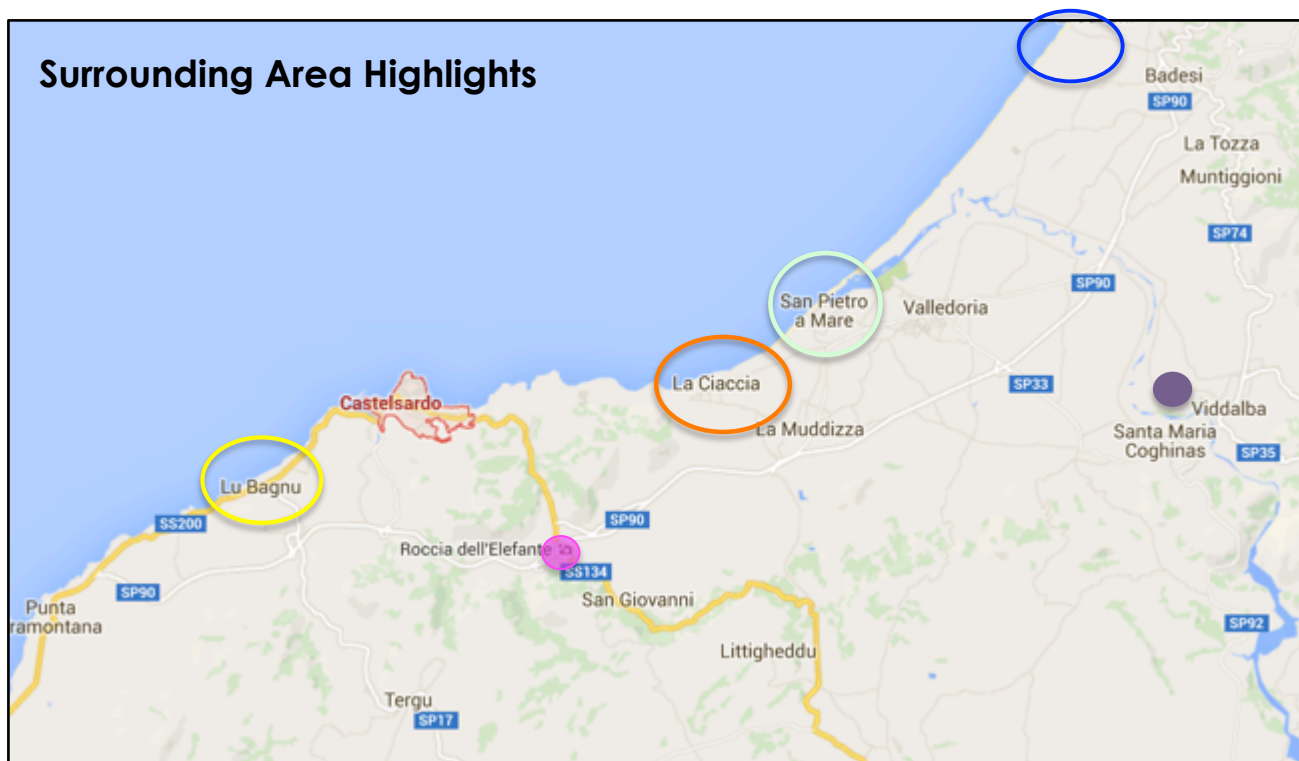 Surrounding Area Highlights
Badesi
SP90
La Tozza
Muntiggioni
SP74
SP90
San Pietro
a Mare
Valledoria
La Ciaccia
SP33
Castelsardo
Viddalba
La Muddizza
Santa Maria
Coghinas
SP35
Lu Bagnu
SS200
SP90
Roccia dell'Elefante
SS134
SP90
Punta
ramontana
San Giovanni
SP92
Littigheddu
Tergu
SP17